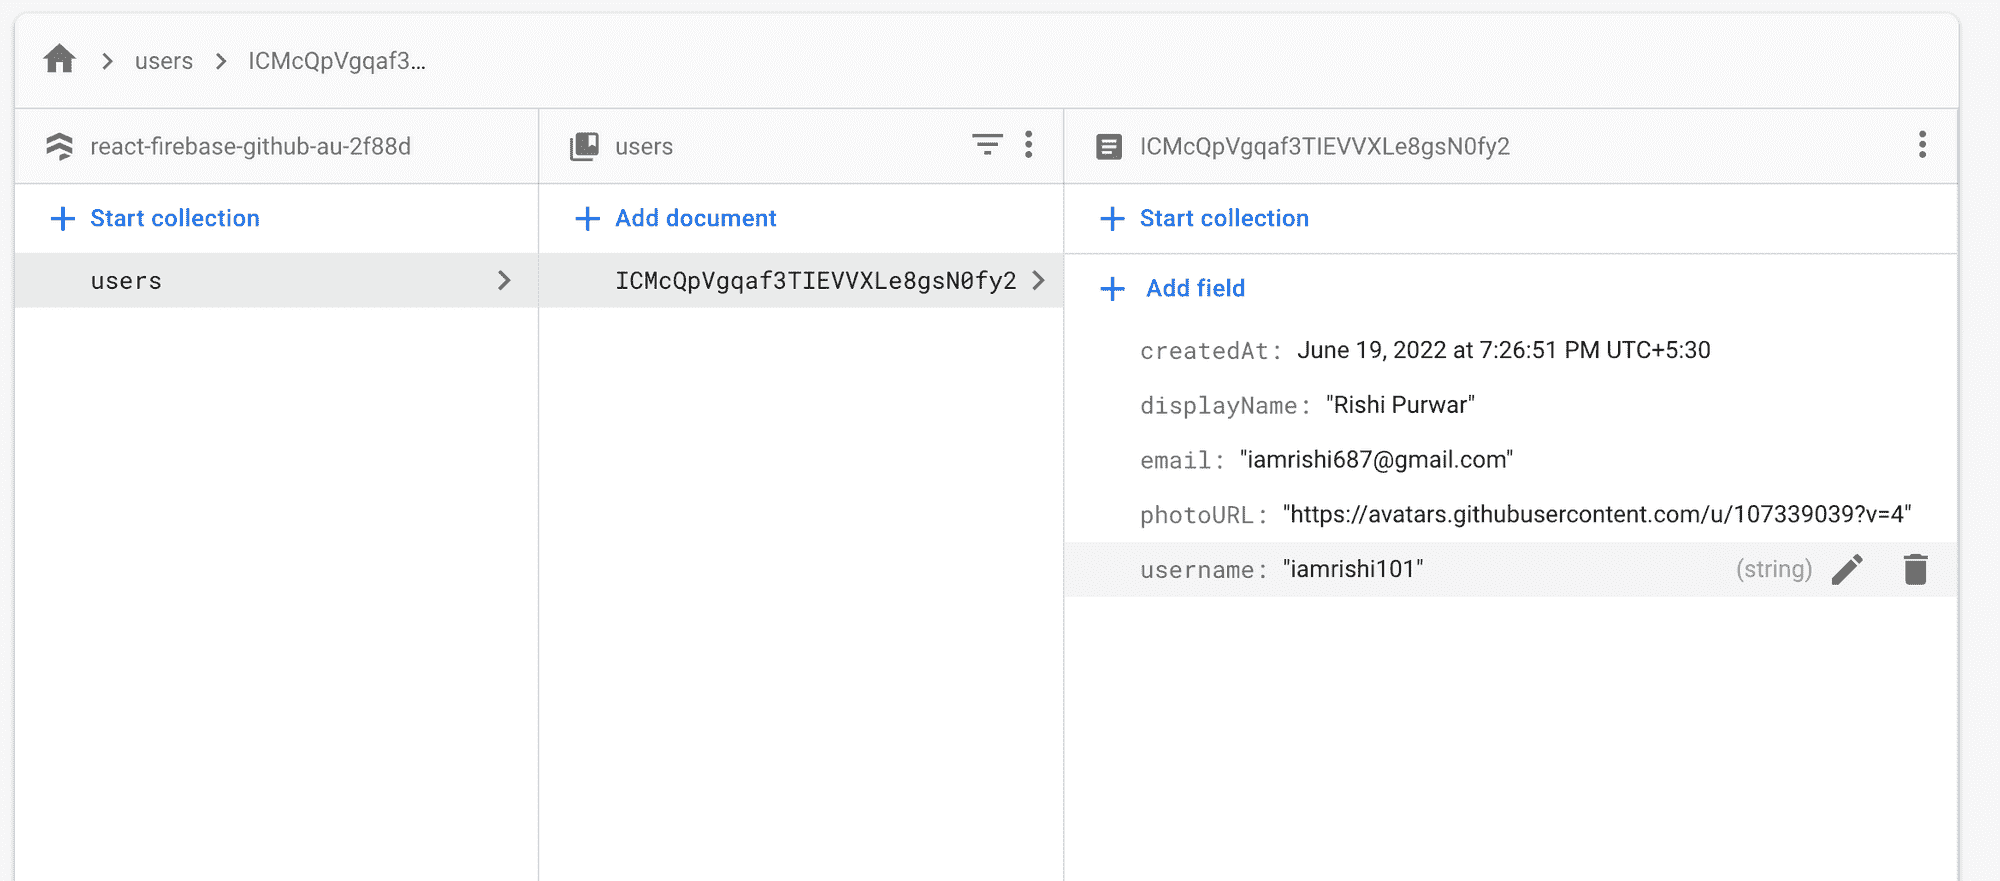 users ICMcQpVgqaf3...
react-firebase-github-au-2f88d
users
ICMcQpVgqaf3TIEVVXLe8gsN0fy2
Start collection
Add document
Start collection
users
ICMcQpVgqaf3TIEVVXLe8gsN0fy2
Add field
createdAt: June 19, 2022 at 7:26:51 PM UTC+5:30
displayName: "Rishi Purwar"
email: "iamrishi687@gmail.com"
photoURL: "https://avatars.githubusercontent.com/u/107339039?v=4"
username: "iamrishi101" (string)